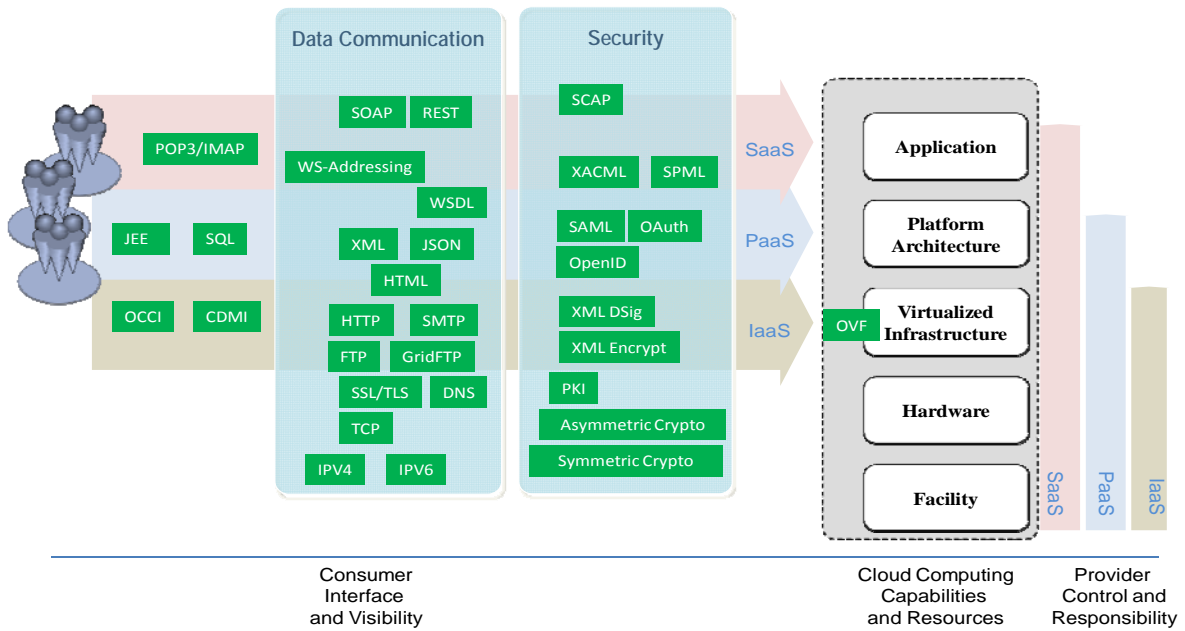 Data Communication
Security
SOAP
REST
SCAP
POP3/IMAP
WS-Addressing
XACML
SPML
SaaS
Application
WSDL
JEE
SQL
XML
JSON
SAML
OAuth
PaaS
Platform
Architecture
HTML
OpenID
OCCI
CDMI
HTTP
SMTP
XML DSig
IaaS
OVF
Virtualized
Infrastructure
FTP
GridFTP
XML Encrypt
SSL/TLS
DNS
PKI
Hardware
TCP
Asymmetric Crypto
IPV4
IPV6
Symmetric Crypto
Facility
SaaS
PaaS
IaaS
Consumer
Interface
and Visibility
Cloud Computing
Capabilities
and Resources
Provider
Control and
Responsibility